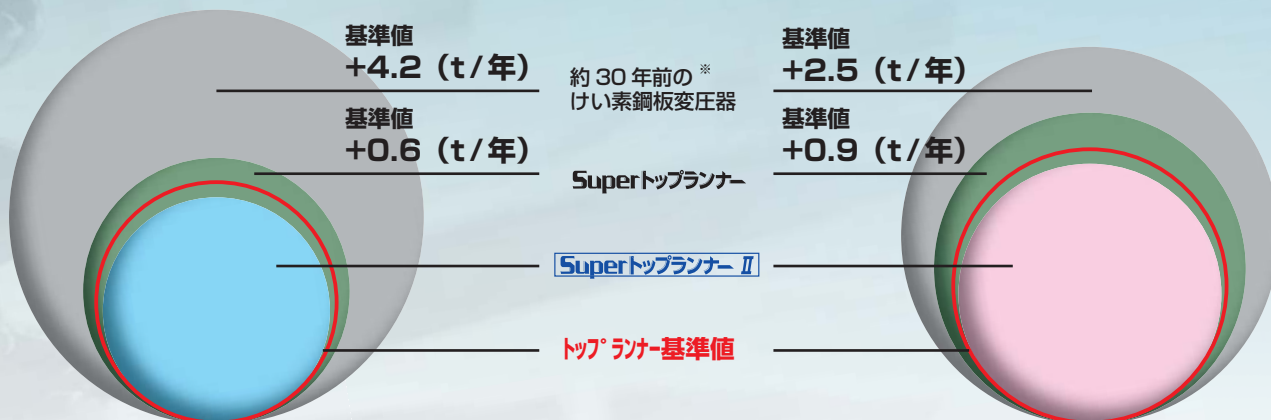 基準値
+4.2（t/年）
約30年前の※
けい素鋼板変圧器
基準値
+2.5（t/年）
基準値
+0.6（t/年）
Superトップランナー
基準値
+0.9（t/年）
SuperトップランナーⅡ
トップランナー基準値